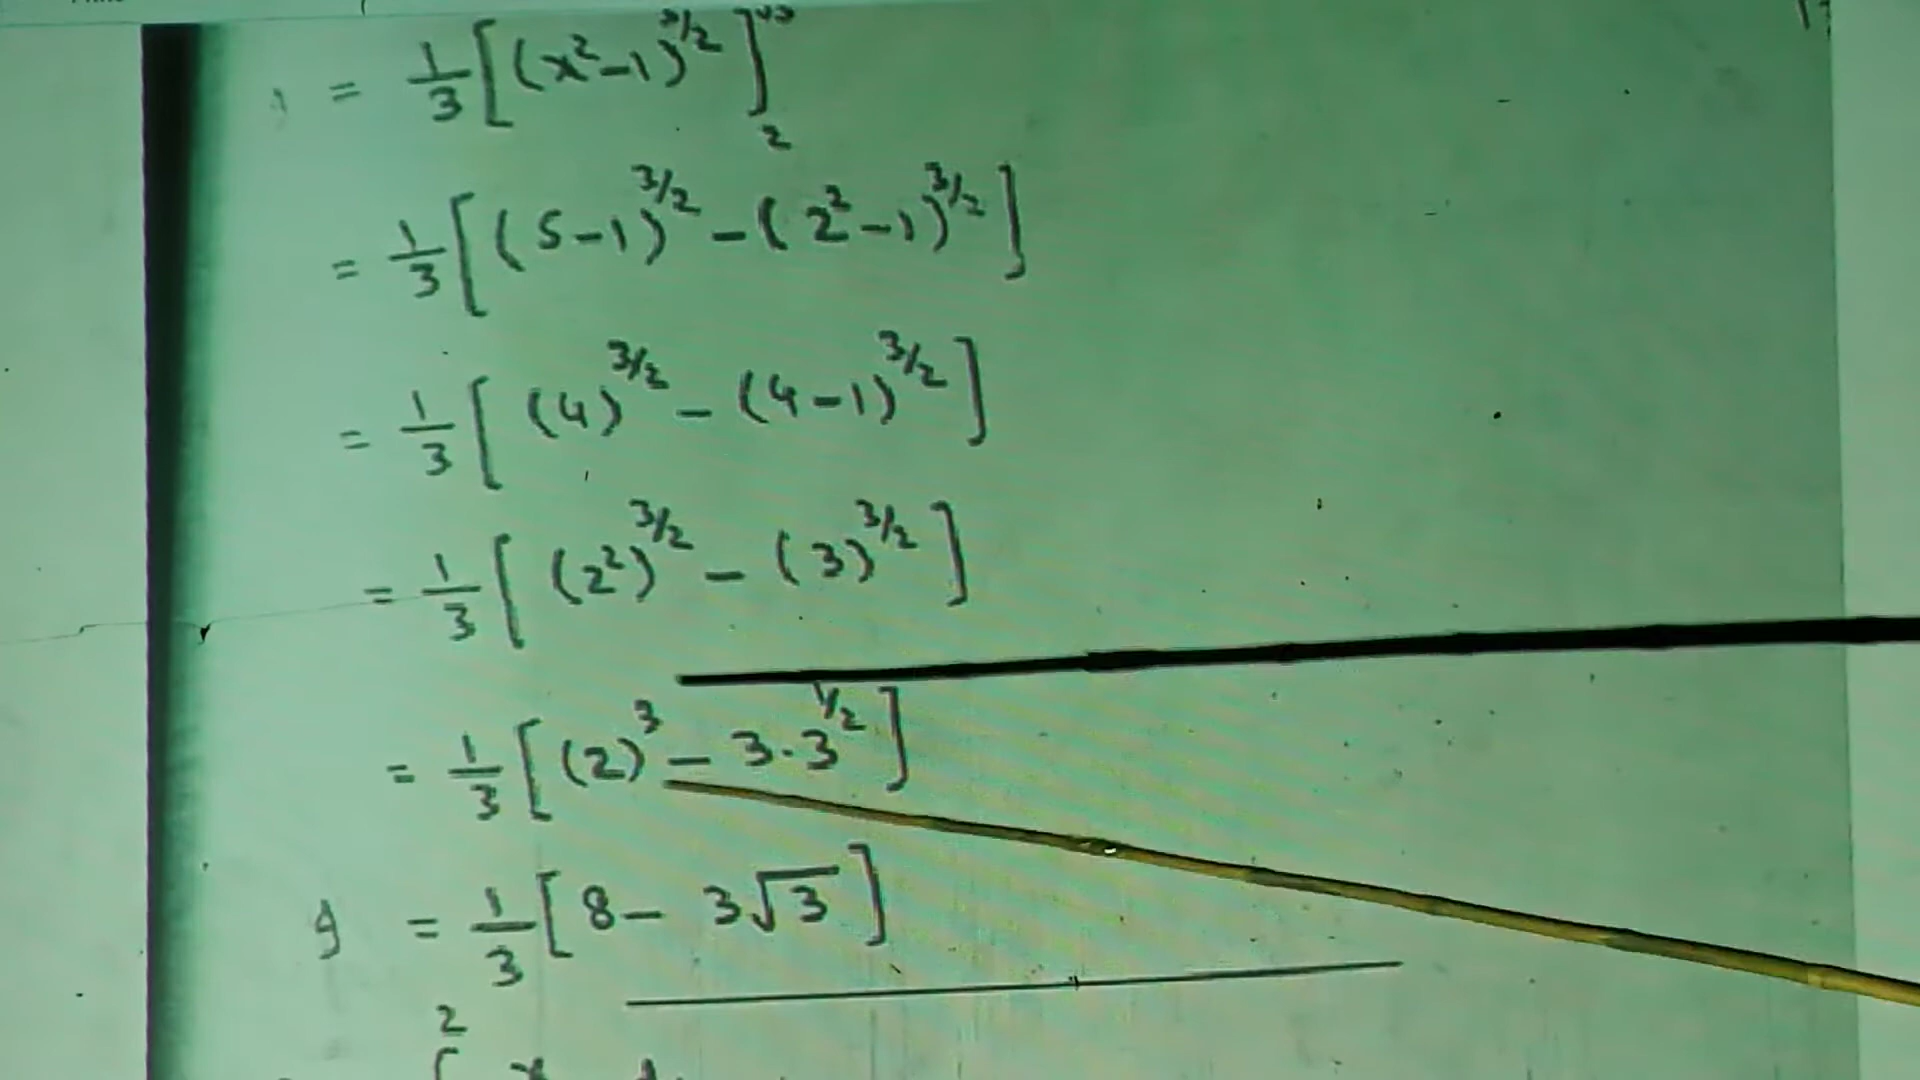 = 1/3 [(x²-1)^3/2]_2
= 1/3 [(5-1)^3/2 - (2²-1)^3/2]
= 1/3 [(4)^3/2 - (4-1)^3/2]
= 1/3 [(2²)^3/2 - (3)^3/2]
= 1/3 [(2)^3 - 3·3^1/2]
= 1/3 [8 - 3√3]
2